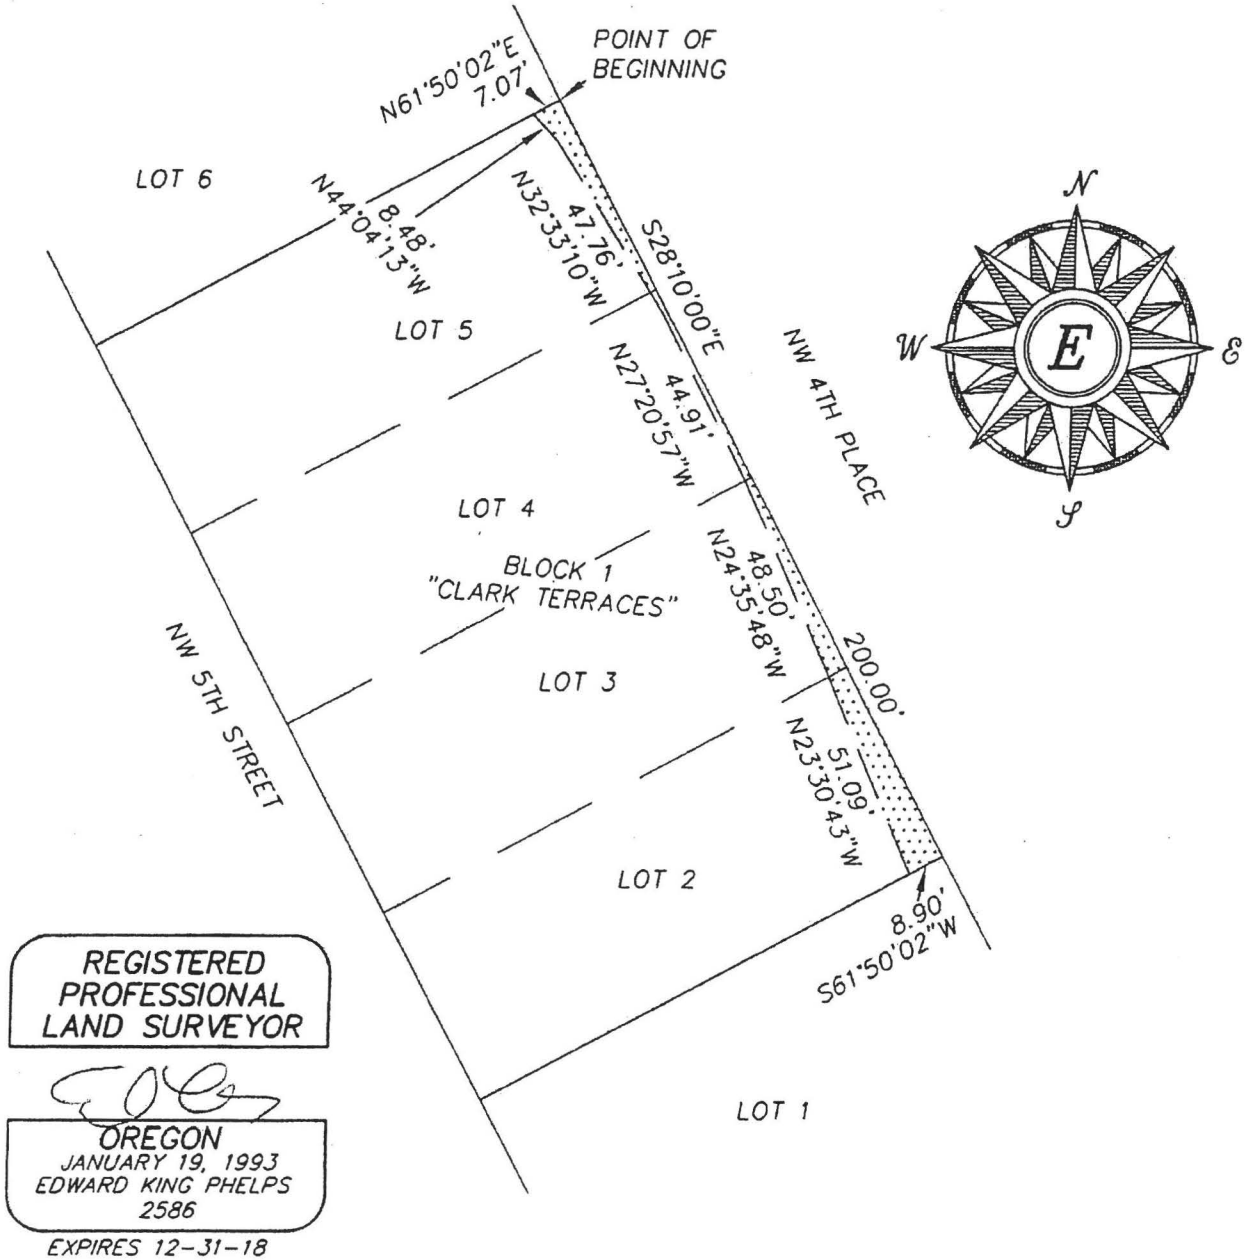 POINT OF
BEGINNING
N61°50'02"E
7.07'
LOT 6
N44°04'13"W
8.48'
N32°33'10"W
47.76'
S28°10'00"E
N
W
E
E
S
LOT 5
NW 4TH PLACE
N27°20'57"W
44.91'
LOT 4
BLOCK 1
"CLARK TERRACES"
N24°35'48"W
48.50'
200.00'
NW 5TH STREET
LOT 3
N23°30'43"W
51.09'
LOT 2
8.90'
S61°50'02"W
LOT 1
REGISTERED
PROFESSIONAL
LAND SURVEYOR
OREGON
JANUARY 19, 1993
EDWARD KING PHELPS
2586
EXPIRES 12-31-18